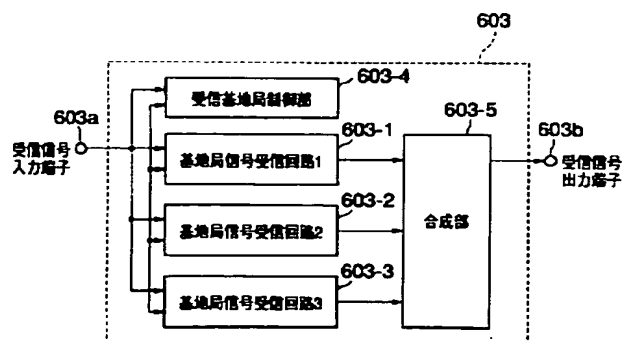 603
603-4
受信基地局制御部
603a
603-1
603-5
603b
受信信号
入力端子
基地局信号受信回路1
受信信号
出力端子
603-2
合成部
基地局信号受信回路2
603-3
基地局信号受信回路3